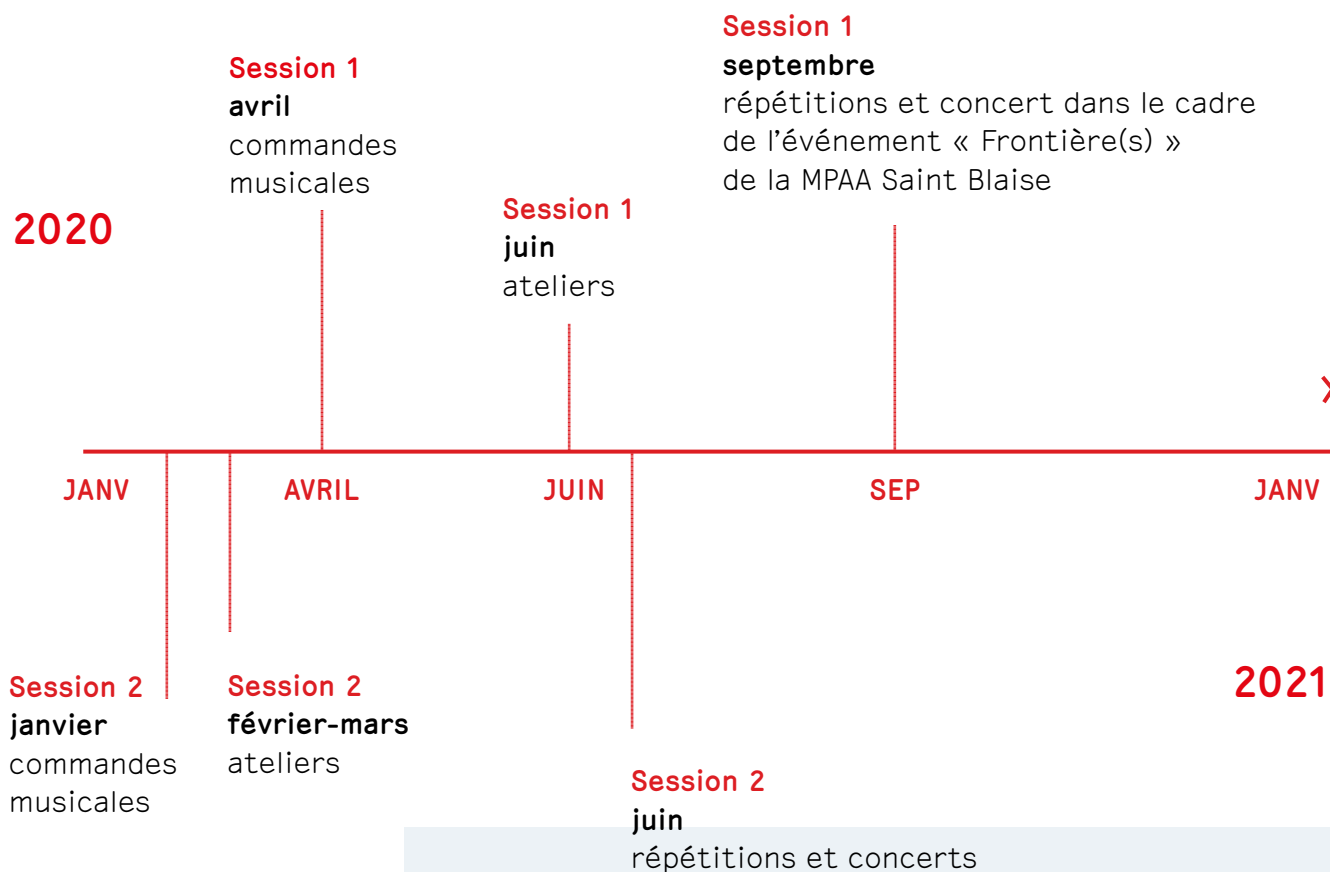 2020
Session 1
avril
commandes
musicales
Session 1
juin
ateliers
Session 1
septembre
répétitions et concert dans le cadre
de l’événement « Frontière(s) »
de la MPAA Saint Blaise
JANV
AVRIL
JUIN
SEP
JANV
2021
Session 2
janvier
commandes
musicales
Session 2
février-mars
ateliers
Session 2
juin
répétitions et concerts